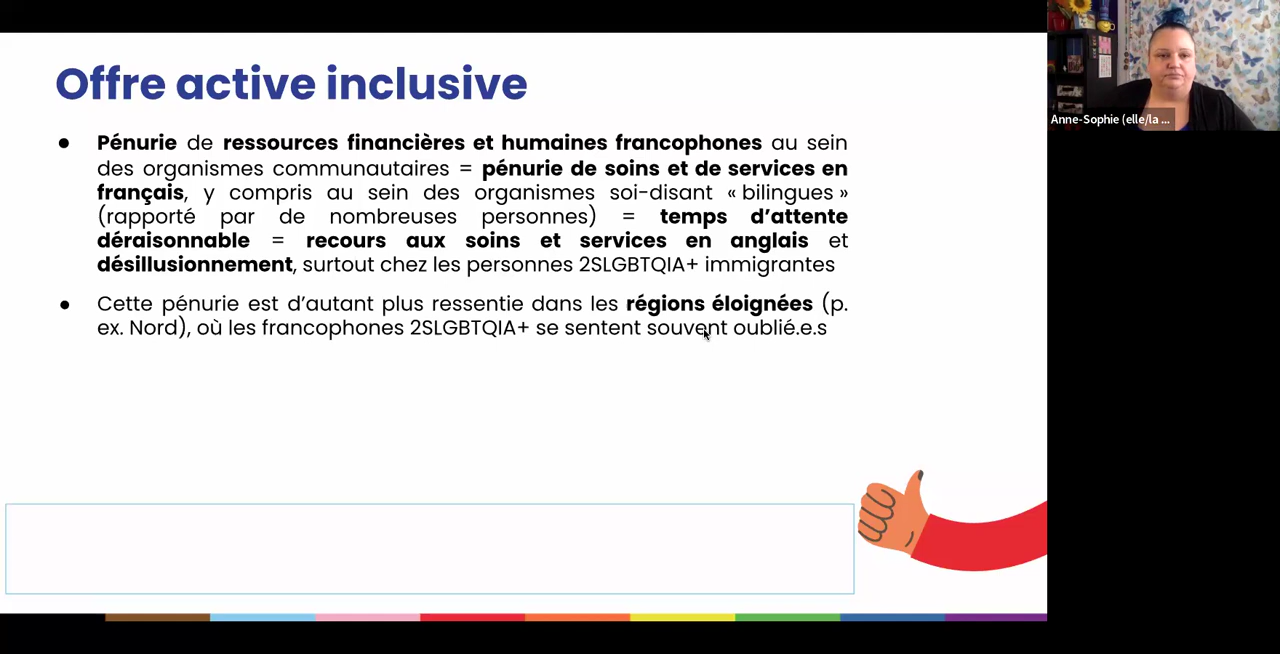 Offre active inclusive
● Pénurie de ressources financières et humaines francophones au sein
des organismes communautaires = pénurie de soins et de services en
français, y compris au sein des organismes soi-disant « bilingues »
(rapporté par de nombreuses personnes) = temps d’attente
déraisonnable = recours aux soins et services en anglais et
désillusionnement, surtout chez les personnes 2SLGBTQIA+ immigrantes
● Cette pénurie est d’autant plus ressentie dans les régions éloignées (p.
ex. Nord), où les francophones 2SLGBTQIA+ se sentent souvent oublié.e.s
Anne-Sophie (elle/la ...